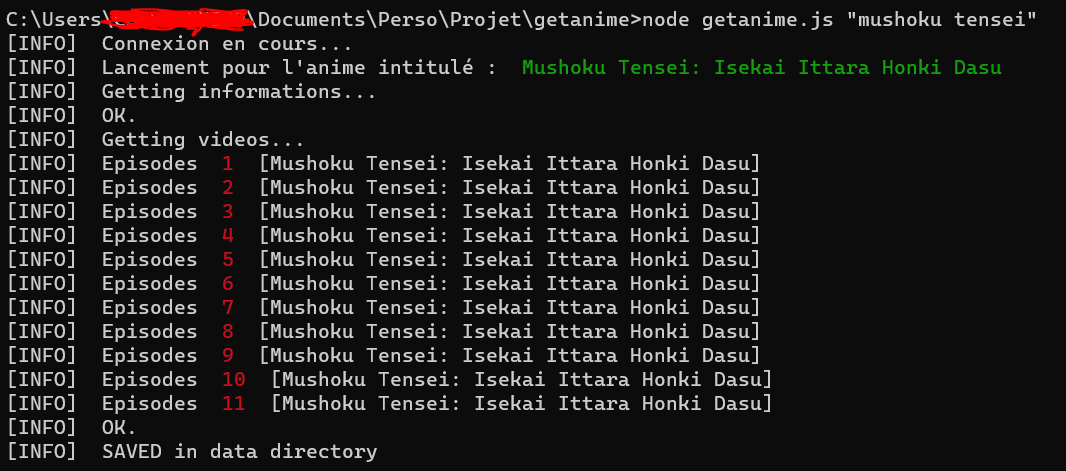 C:\Users\ \Documents\Perso\Projet\getanime>node getanime.js "mushoku tensei"
[INFO] Connexion en cours...
[INFO] Lancement pour l'anime intitulé : Mushoku Tensei: Isekai Ittara Honki Dasu
[INFO] Getting informations...
[INFO] OK.
[INFO] Getting videos...
[INFO] Episodes 1 [Mushoku Tensei: Isekai Ittara Honki Dasu]
[INFO] Episodes 2 [Mushoku Tensei: Isekai Ittara Honki Dasu]
[INFO] Episodes 3 [Mushoku Tensei: Isekai Ittara Honki Dasu]
[INFO] Episodes 4 [Mushoku Tensei: Isekai Ittara Honki Dasu]
[INFO] Episodes 5 [Mushoku Tensei: Isekai Ittara Honki Dasu]
[INFO] Episodes 6 [Mushoku Tensei: Isekai Ittara Honki Dasu]
[INFO] Episodes 7 [Mushoku Tensei: Isekai Ittara Honki Dasu]
[INFO] Episodes 8 [Mushoku Tensei: Isekai Ittara Honki Dasu]
[INFO] Episodes 9 [Mushoku Tensei: Isekai Ittara Honki Dasu]
[INFO] Episodes 10 [Mushoku Tensei: Isekai Ittara Honki Dasu]
[INFO] Episodes 11 [Mushoku Tensei: Isekai Ittara Honki Dasu]
[INFO] OK.
[INFO] SAVED in data directory